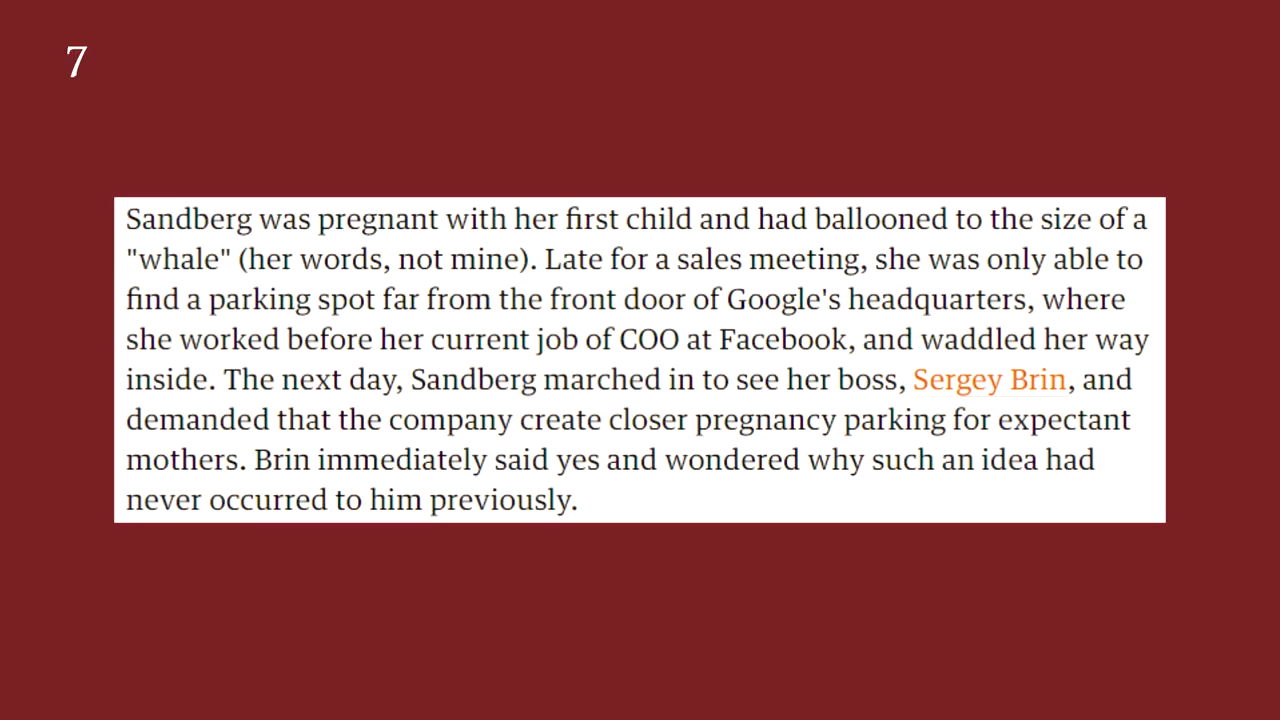 7
Sandberg was pregnant with her first child and had ballooned to the size of a
"whale" (her words, not mine). Late for a sales meeting, she was only able to
find a parking spot far from the front door of Google's headquarters, where
she worked before her current job of COO at Facebook, and waddled her way
inside. The next day, Sandberg marched in to see her boss, Sergey Brin, and
demanded that the company create closer pregnancy parking for expectant
mothers. Brin immediately said yes and wondered why such an idea had
never occurred to him previously.